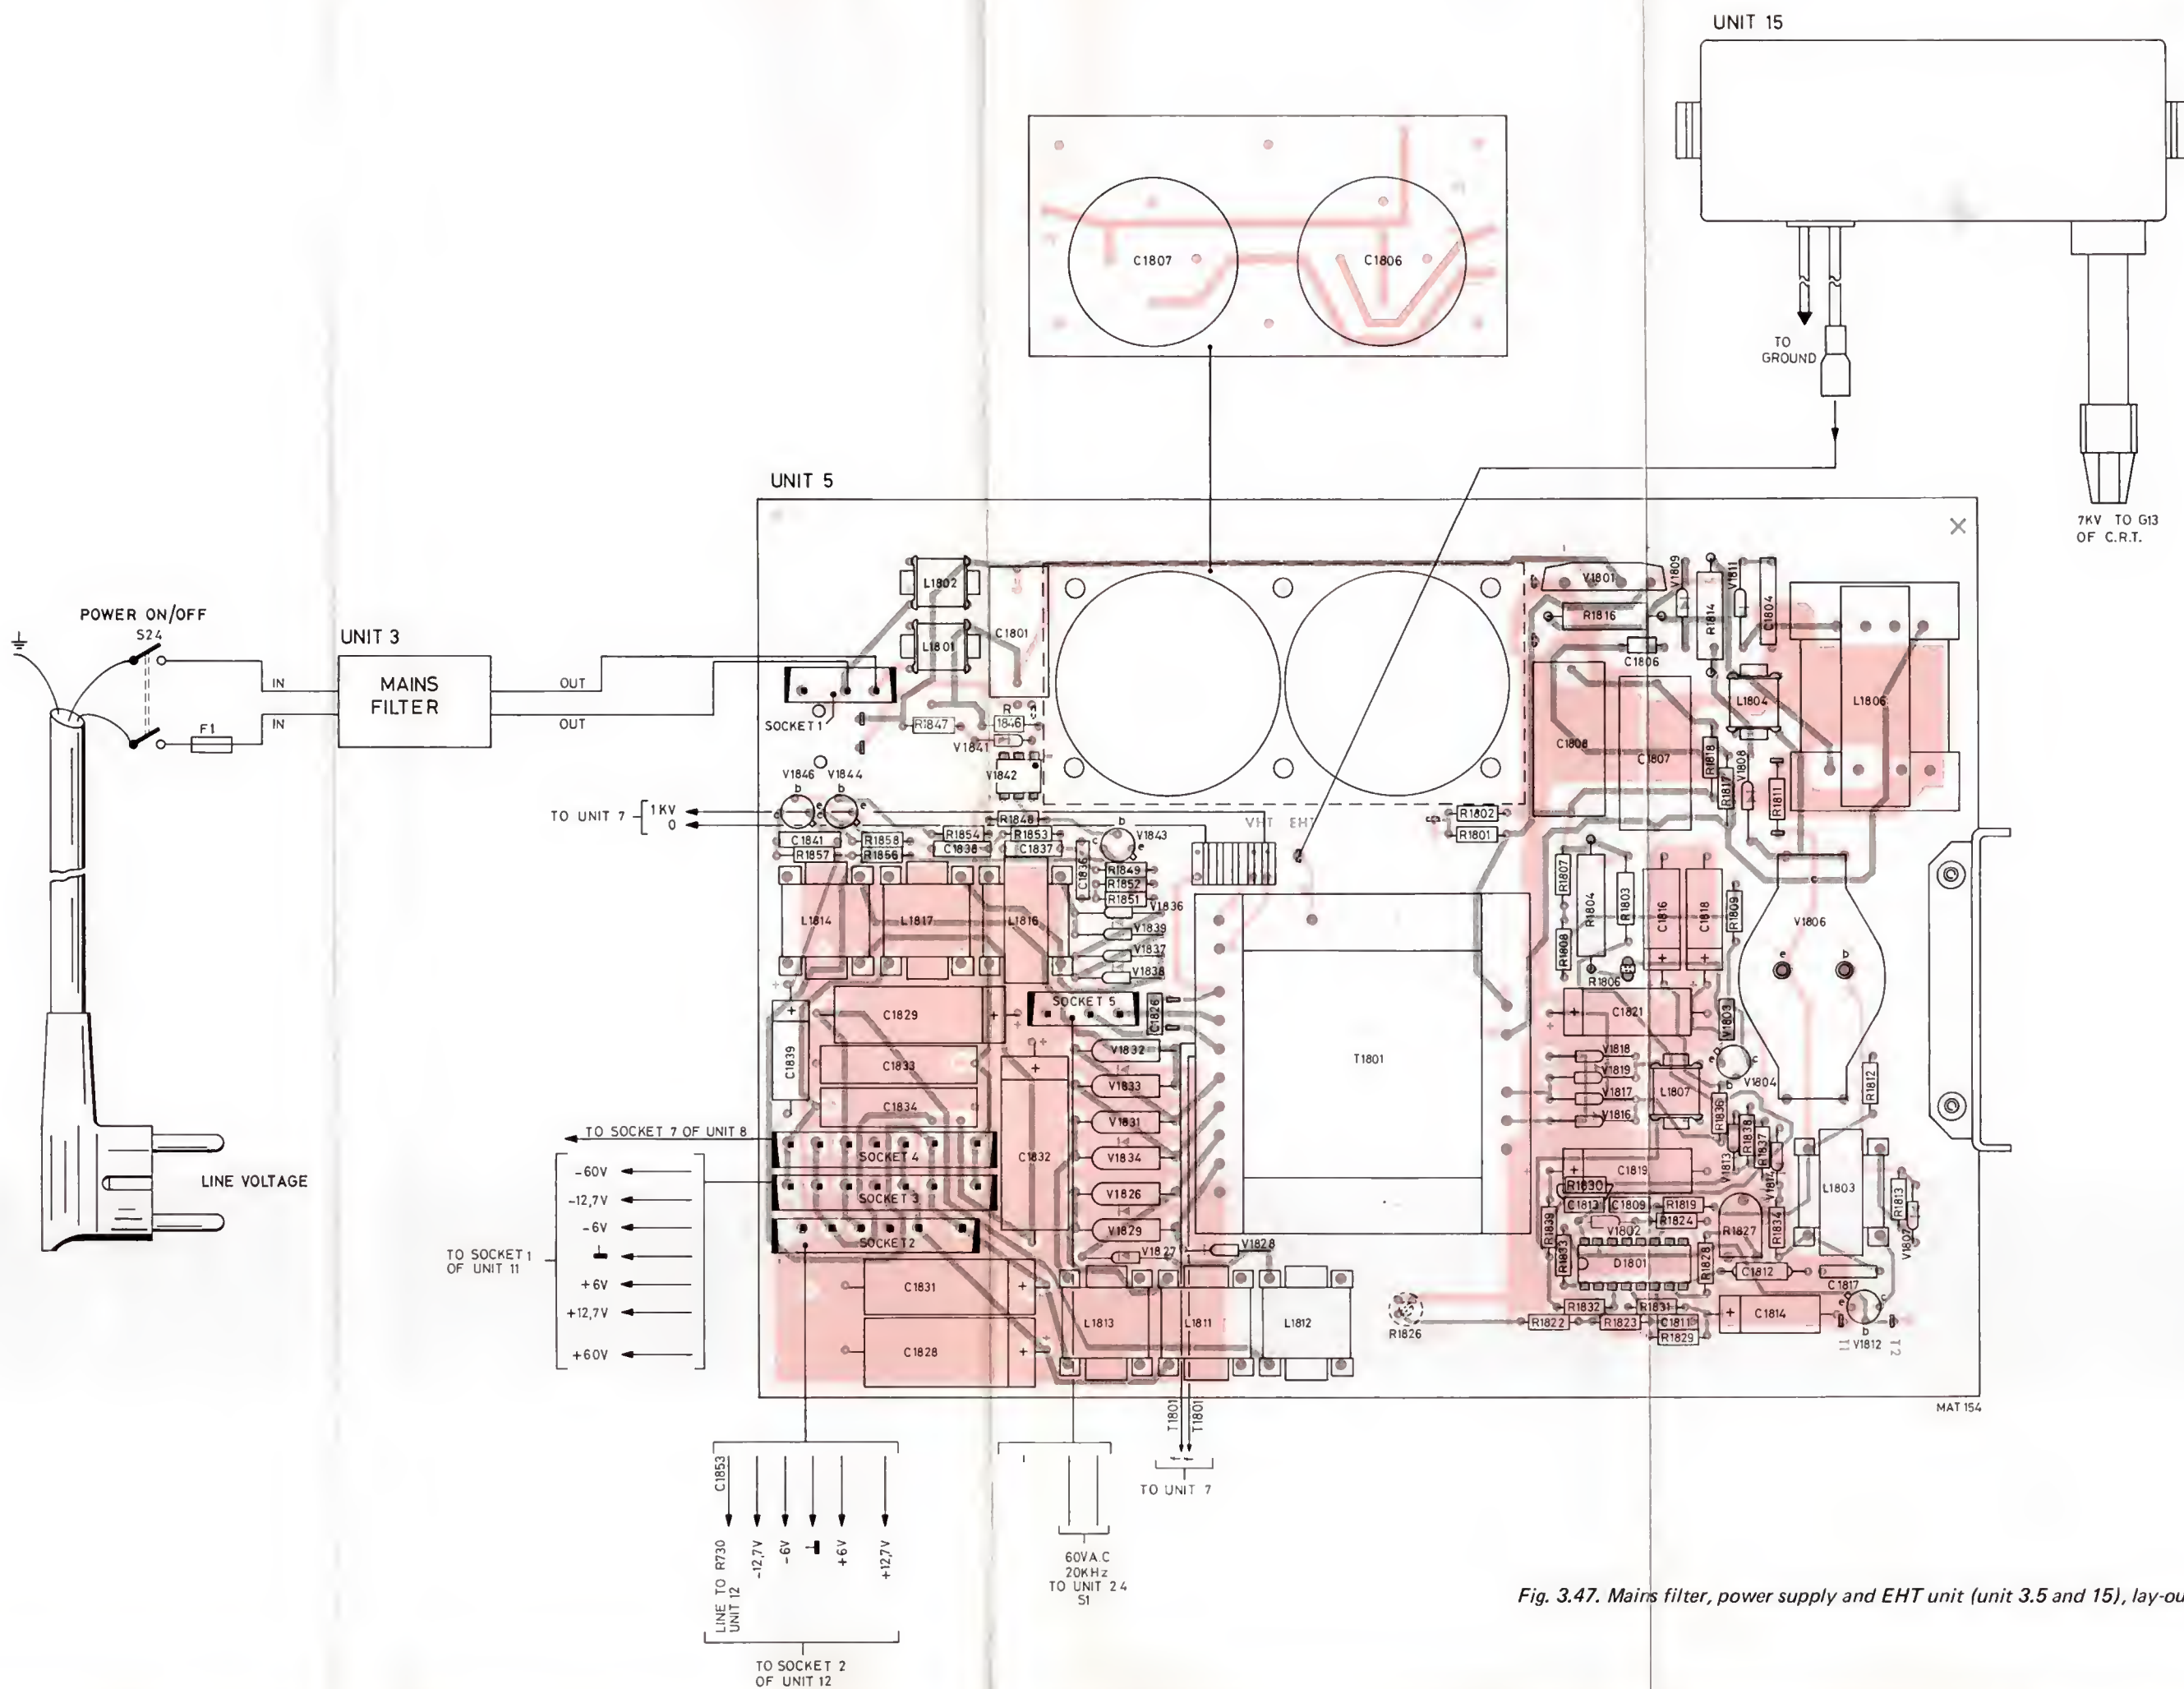 UNIT 15
C1807
C1806
TO
GROUND
7KV TO G13
OF C.R.T.
UNIT 5
POWER ON/OFF
S24
UNIT 3
MAINS
FILTER
IN
IN
OUT
OUT
F1
LINE VOLTAGE
L1802
L1801
C1801
SOCKET 1
R1847
R
1846
V1841
V1842
V1846
V1844
b
b
e
c
e
c
TO UNIT 7
1KV
0
VHT EHT
R1848
R1854
R1853
C1841
R1858
C1838
C1837
R1857
R1856
C1836
b
V1843
c
e
R1849
R1852
R1851
V1836
V1839
V1837
V1838
L1814
L1817
L1816
C1829
SOCKET 5
C1826
C1839
C1833
C1834
C1832
V1832
V1833
V1831
V1834
V1826
V1829
V1827
V1828
TO SOCKET 7 OF UNIT 8
SOCKET 4
SOCKET 3
SOCKET 2
-60V
-12,7V
-6V
+6V
+12,7V
+60V
TO SOCKET 1
OF UNIT 11
C1831
C1828
L1813
L1811
L1812
T1801
V1801
R1816
C1806
V1809
R1814
V1811
C1804
L1804
L1806
C1808
C1807
R1818
R1817
V1808
R1811
R1802
R1801
R1807
R1804
R1803
C1816
C1818
R1809
R1808
R1806
c
V1806
e
b
C1821
V1803
V1818
V1819
V1817
V1816
L1807
e
c
b
V1804
R1812
R1836
R1838
R1837
V1813
V1814
C1819
R1830
C1813
C1809
R1819
R1824
V1802
R1839
R1833
D1801
R1828
R1827
R1834
L1803
R1813
V1807
C1812
C1817
R1832
R1831
R1822
R1823
C1811
R1829
C1814
e
c
b
V1812
T1
T2
R1826
MAT 154
T1801
T1801
f f
TO UNIT 7
C1853
LINE TO R730
UNIT 12
-12,7V
-6V
+6V
+12,7V
TO SOCKET 2
OF UNIT 12
60VA.C
20KHz
TO UNIT 24
S1
Fig. 3.47. Mains filter, power supply and EHT unit (unit 3.5 and 15), lay-ou